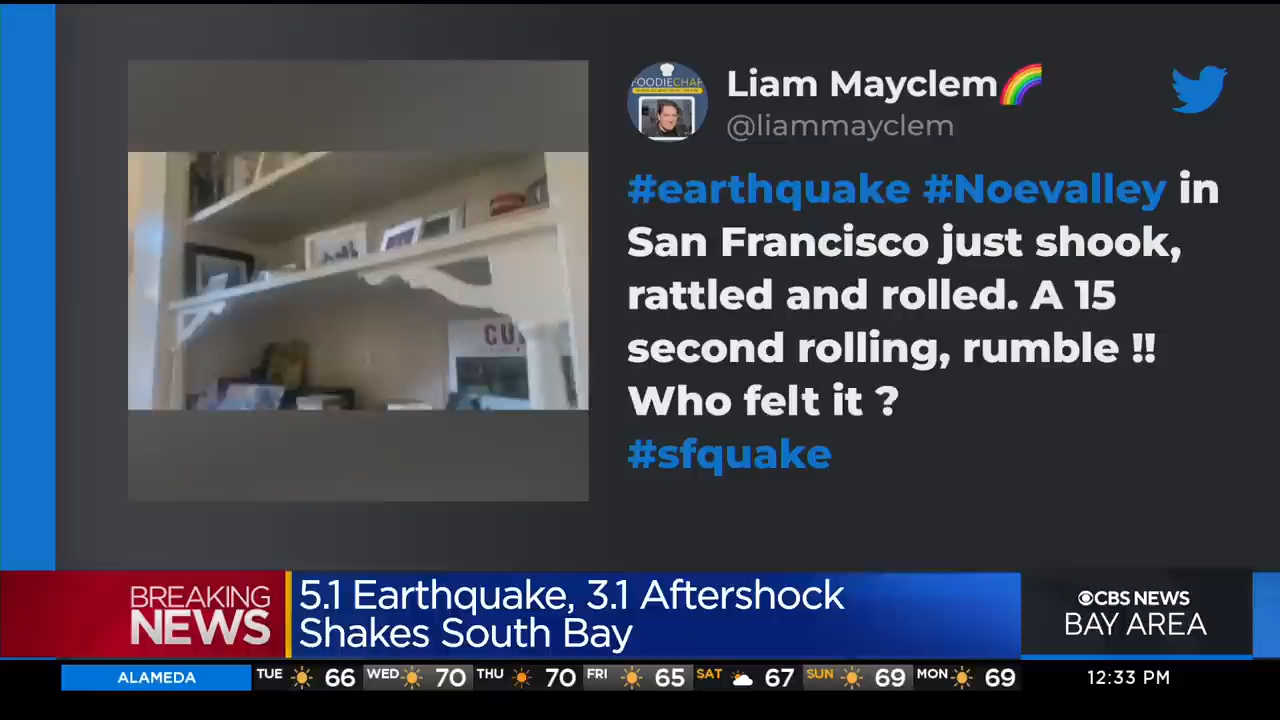 FOODIECHAP
Liam Mayclem🌈
@liammayclem
#earthquake #Noevalley in
San Francisco just shook,
rattled and rolled. A 15
second rolling, rumble !!
Who felt it ?
#sfquake
BREAKING
NEWS
5.1 Earthquake, 3.1 Aftershock
Shakes South Bay
CBS NEWS
BAY AREA
ALAMEDA
TUE 66 WED 70 THU 70 FRI 65 SAT 67 SUN 69 MON 69
12:33 PM